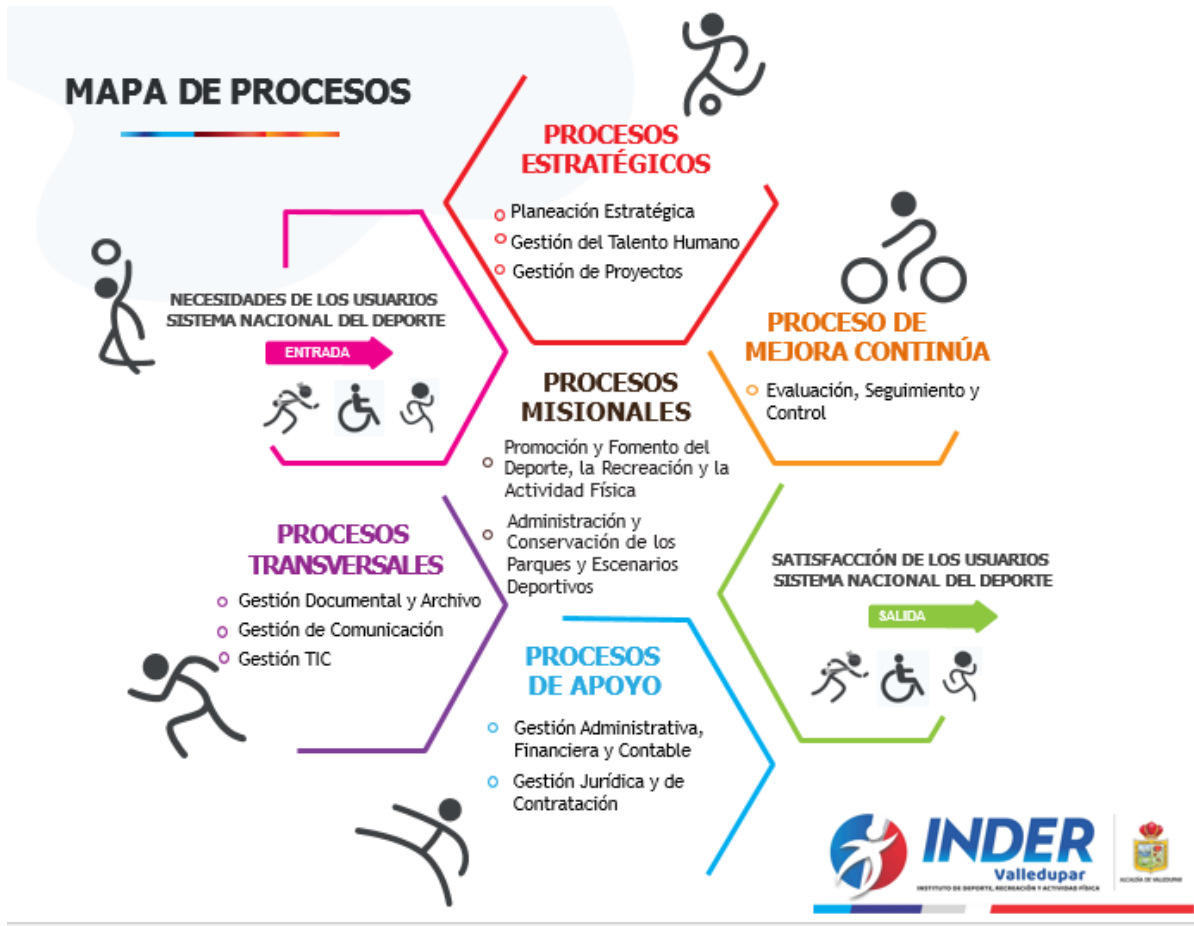 MAPA DE PROCESOS
PROCESOS
ESTRATÉGICOS
Planeación Estratégica
Gestión del Talento Humano
Gestión de Proyectos
NECESIDADES DE LOS USUARIOS
SISTEMA NACIONAL DEL DEPORTE
ENTRADA
PROCESO DE
MEJORA CONTINÚA
Evaluación, Seguimiento y
Control
PROCESOS
MISIONALES
Promoción y Fomento del
Deporte, la Recreación y la
Actividad Física
Administración y
Conservación de los
Parques y Escenarios
Deportivos
PROCESOS
TRANSVERSALES
Gestión Documental y Archivo
Gestión de Comunicación
Gestión TIC
SATISFACCIÓN DE LOS USUARIOS
SISTEMA NACIONAL DEL DEPORTE
SALIDA
PROCESOS
DE APOYO
Gestión Administrativa,
Financiera y Contable
Gestión Jurídica y de
Contratación
INDER
Valledupar
INSTITUTO DE DEPORTE, RECREACIÓN Y ACTIVIDAD FÍSICA
ALCALDÍA DE VALLEDUPAR